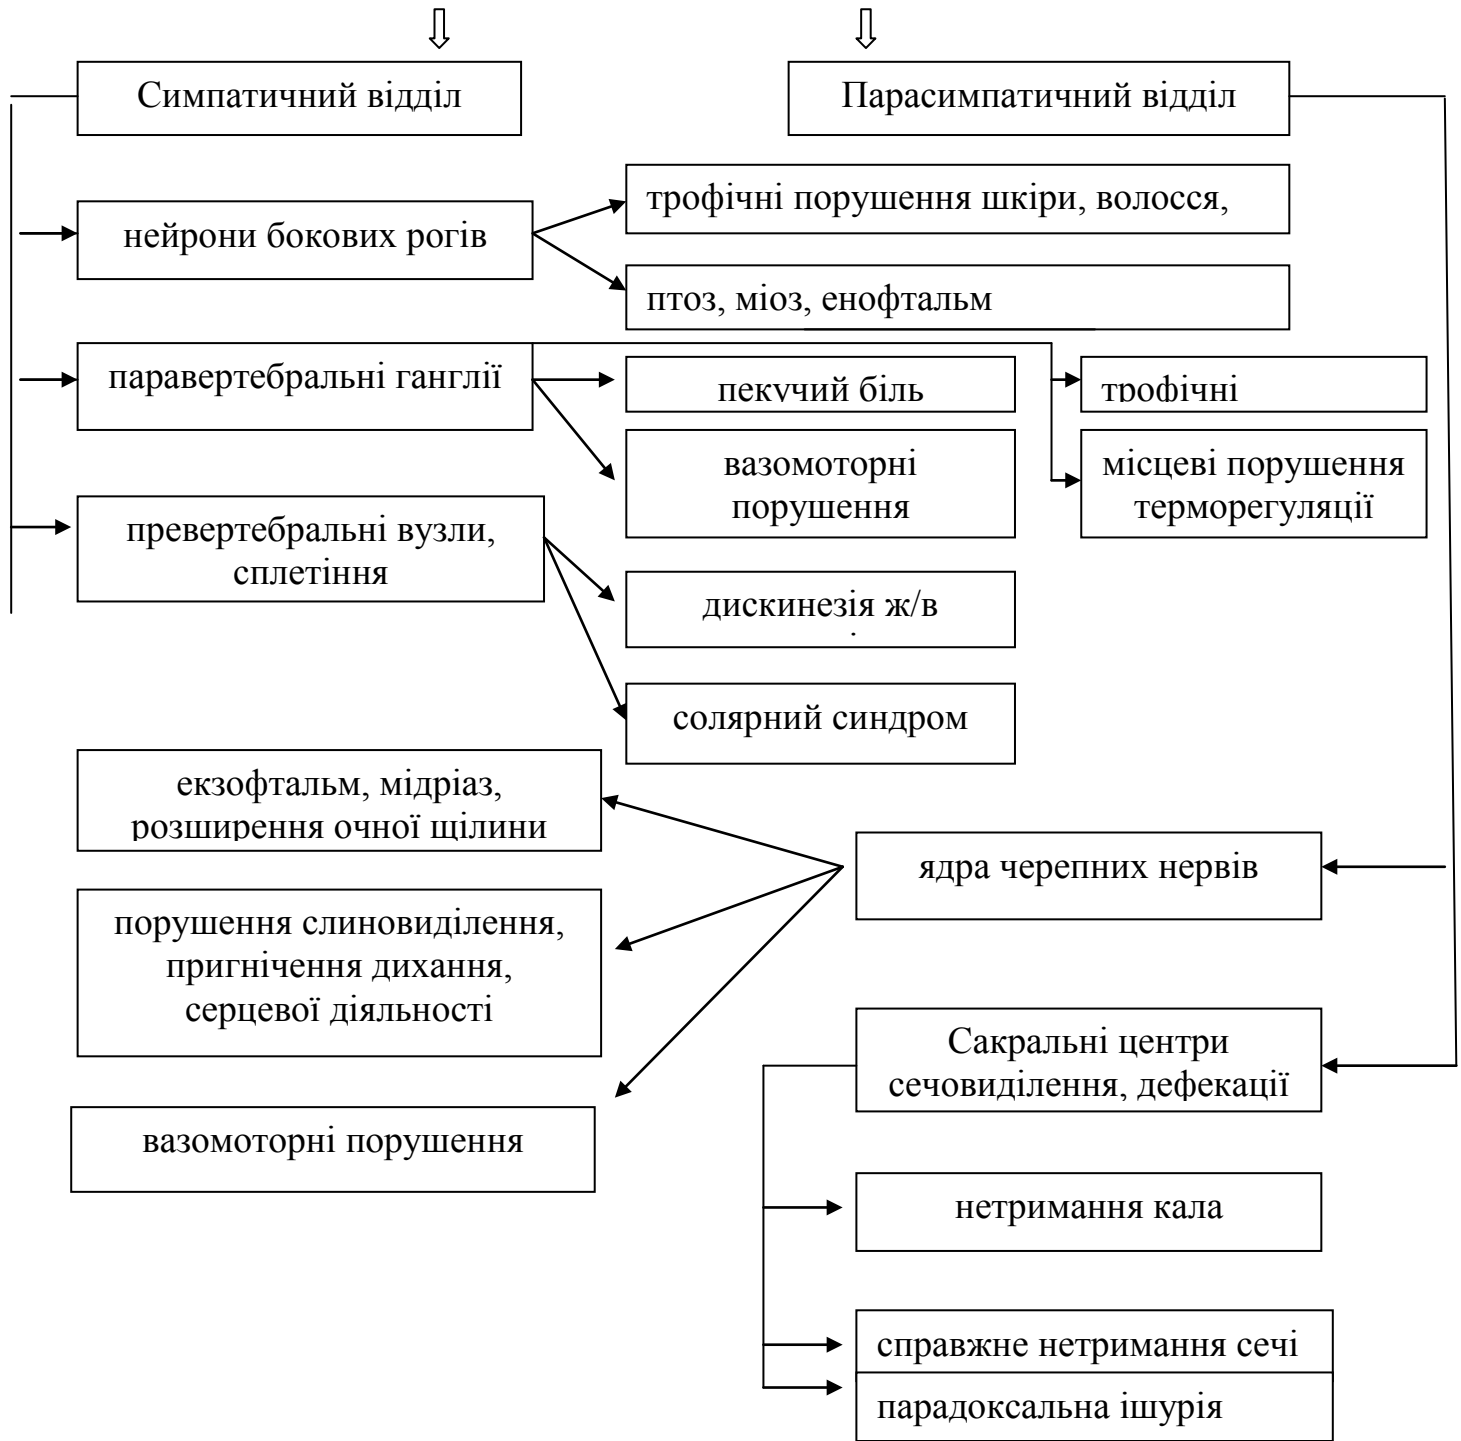 Симпатичний відділ
Парасимпатичний відділ
трофічні порушення шкіри, волосся,
нейрони бокових рогів
птоз, міоз, енофтальм
паравертебральні ганглії
пекучий біль
трофічні
вазомоторні
порушення
місцеві порушення
терморегуляції
превертебральні вузли,
сплетіння
дискинезія ж/в
солярний синдром
екзофтальм, мідріаз,
розширення очної щілини
ядра черепних нервів
порушення слиновиділення,
пригнічення дихання,
серцевої діяльності
Сакральні центри
сечовиділення, дефекації
вазомоторні порушення
нетримання кала
справжне нетримання сечі
парадоксальна ішурія